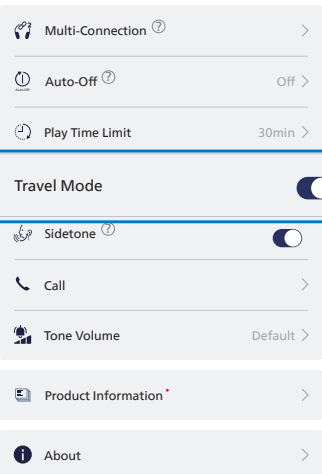 Multi-Connection ?
Auto-Off ? Off
Play Time Limit 30min
Travel Mode
Sidetone ?
Call
Tone Volume Default
Product Information
About